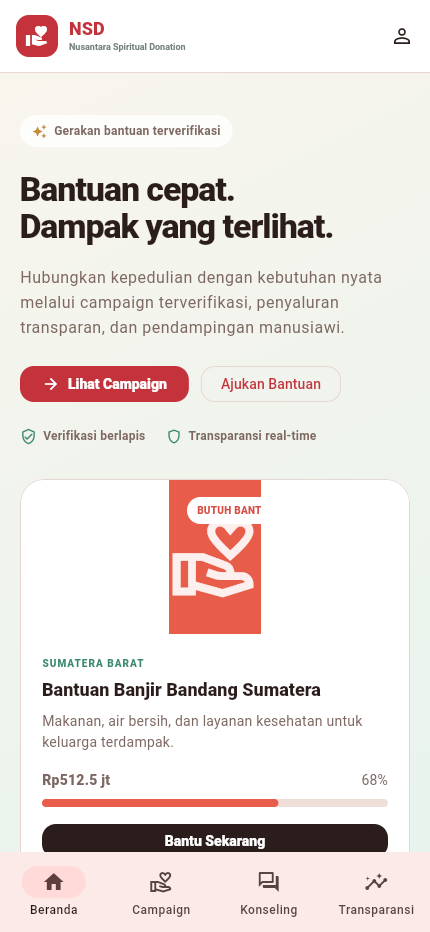 NSD
Nusantara Spiritual Donation
Gerakan bantuan terverifikasi
Bantuan cepat.
Dampak yang terlihat.
Hubungkan kepedulian dengan kebutuhan nyata
melalui campaign terverifikasi, penyaluran
transparan, dan pendampingan manusiawi.
Lihat Campaign
Ajukan Bantuan
Verifikasi berlapis
Transparansi real-time
BUTUH BANT
SUMATERA BARAT
Bantuan Banjir Bandang Sumatera
Makanan, air bersih, dan layanan kesehatan untuk
keluarga terdampak.
Rp512.5 jt
68%
Bantu Sekarang
Beranda
Campaign
Konseling
Transparansi